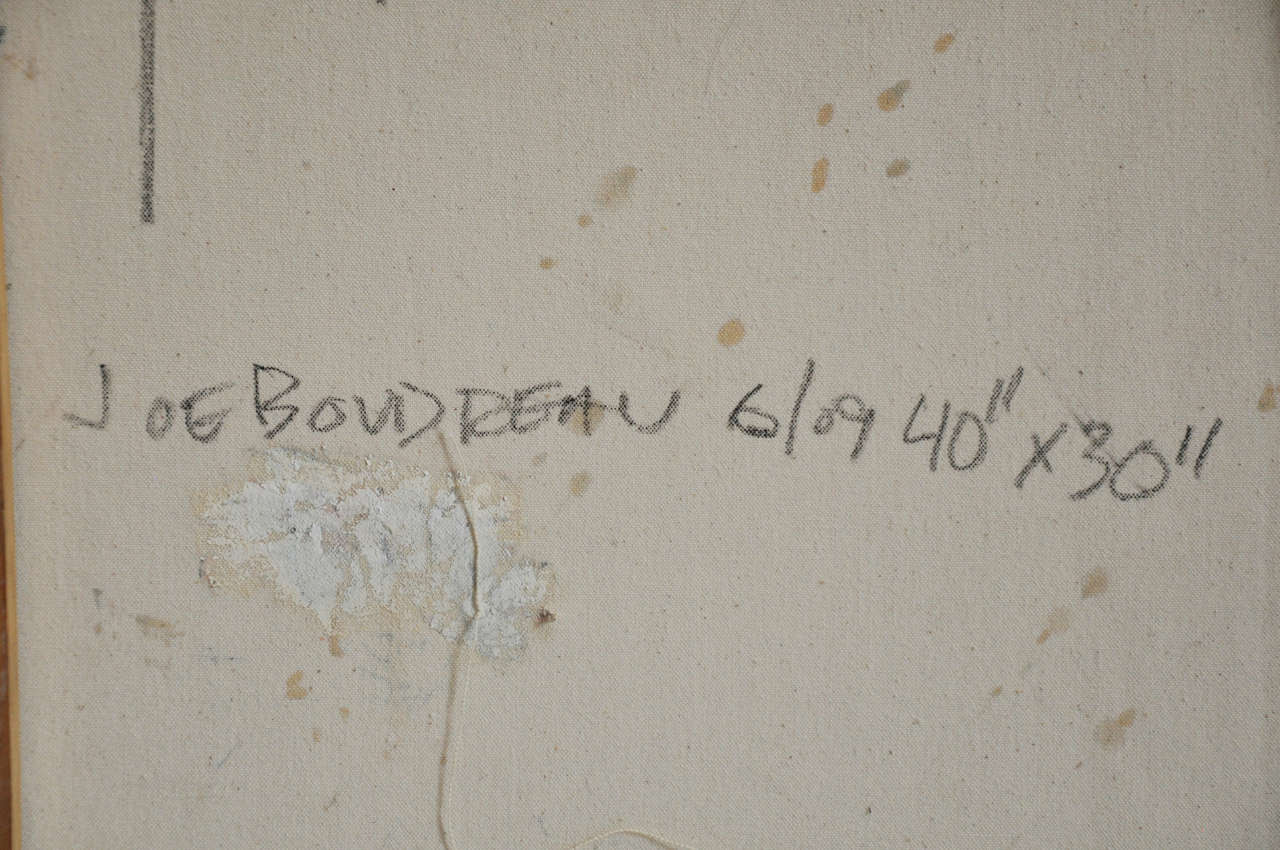 JOE BOUDREAU 6/09 40" X 30"